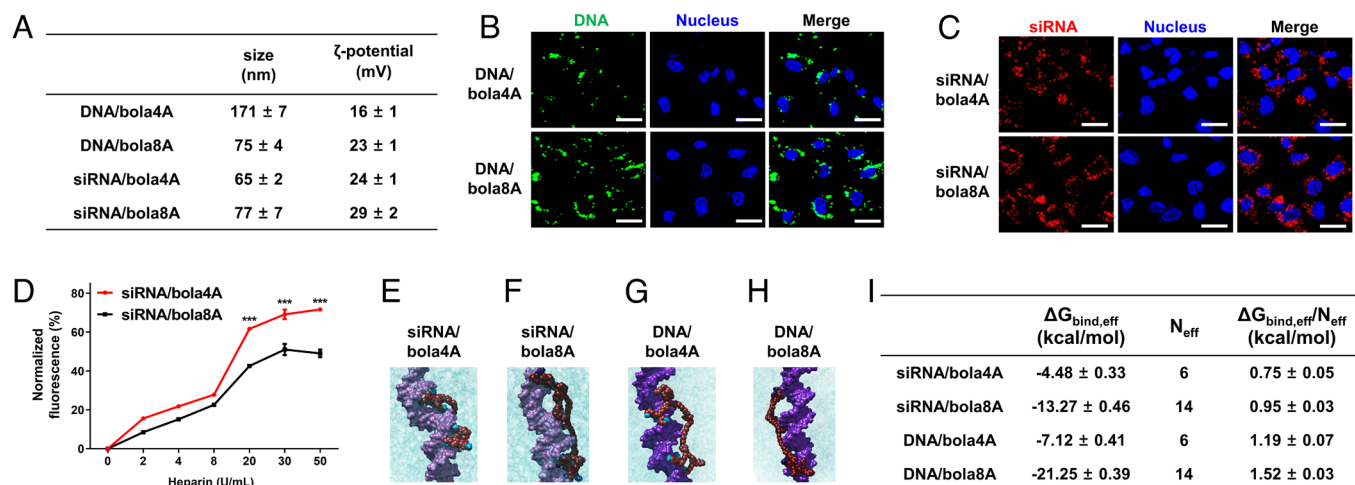 A
size
(nm)
ζ-potential
(mV)
DNA/bola4A 171 ± 7 16 ± 1
DNA/bola8A 75 ± 4 23 ± 1
siRNA/bola4A 65 ± 2 24 ± 1
siRNA/bola8A 77 ± 7 29 ± 2
B
DNA Nucleus Merge
DNA/
bola4A
DNA/
bola8A
C
siRNA Nucleus Merge
siRNA/
bola4A
siRNA/
bola8A
D
siRNA/bola4A
siRNA/bola8A
Normalized
fluorescence (%)
80
60
40
20
0
*** *** ***
0 2 4 8 20 30 50
Heparin (U/mL)
E
siRNA/
bola4A
F
siRNA/
bola8A
G
DNA/
bola4A
H
DNA/
bola8A
I
ΔGbind,eff
(kcal/mol)
Neff
ΔGbind,eff/Neff
(kcal/mol)
siRNA/bola4A -4.48 ± 0.33 6 0.75 ± 0.05
siRNA/bola8A -13.27 ± 0.46 14 0.95 ± 0.03
DNA/bola4A -7.12 ± 0.41 6 1.19 ± 0.07
DNA/bola8A -21.25 ± 0.39 14 1.52 ± 0.03